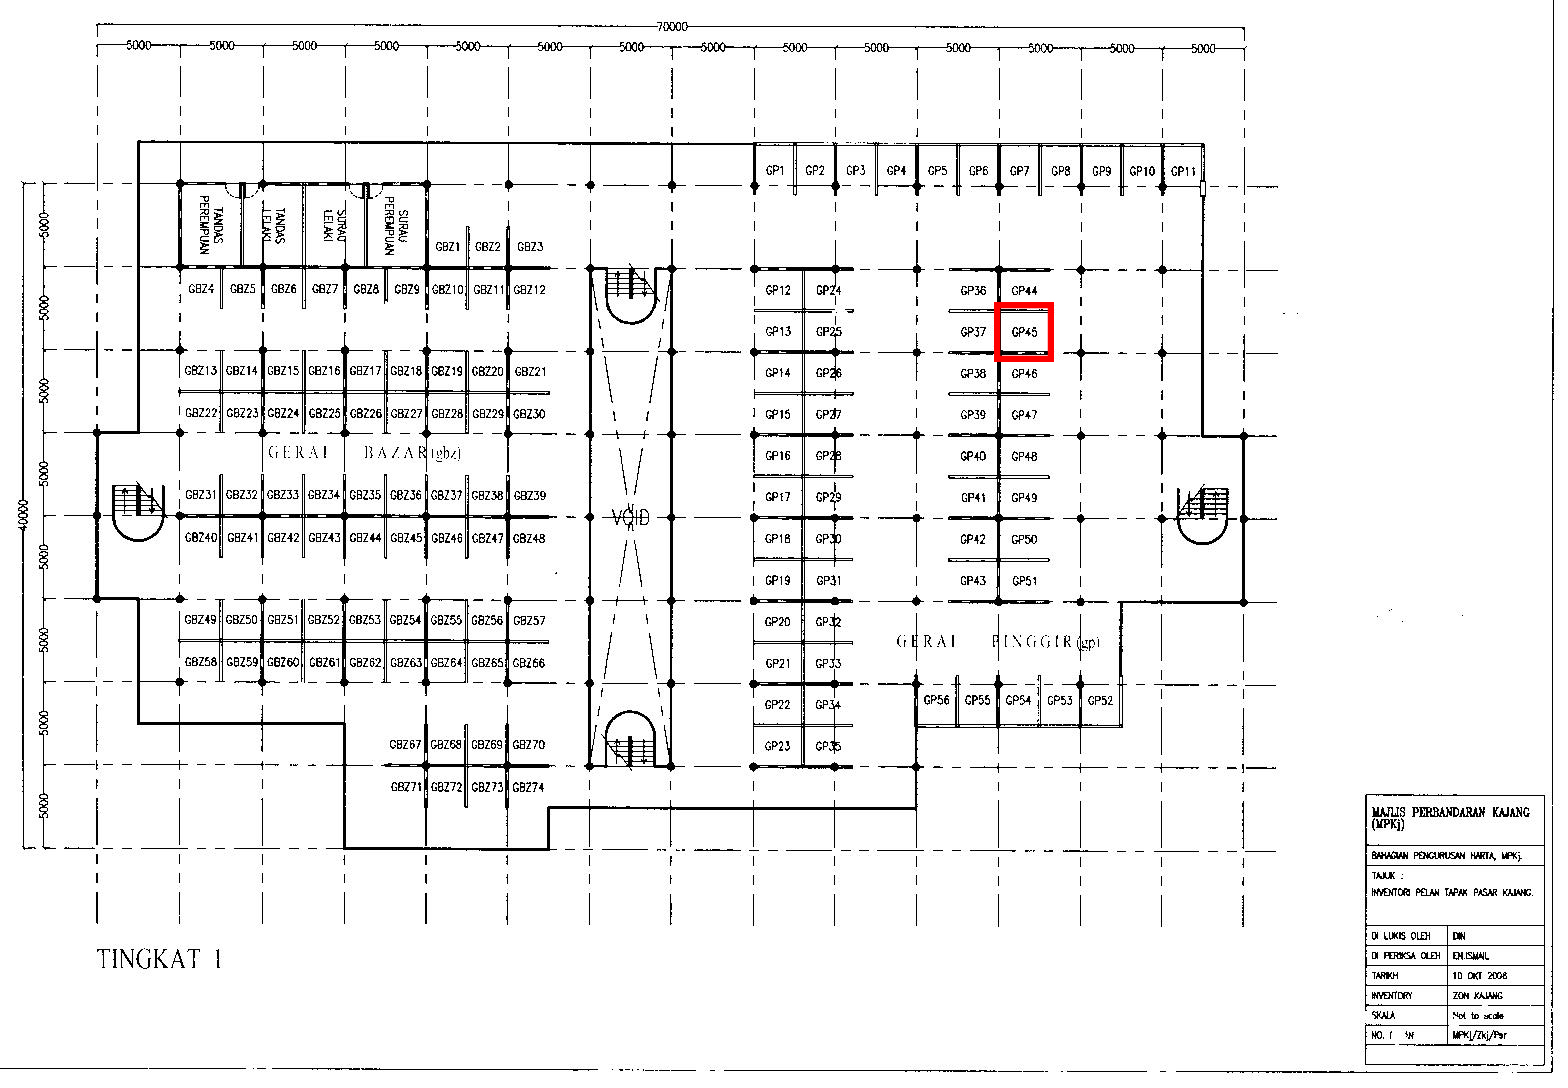 70000
5000 5000 5000 5000 5000 5000 5000 5000 5000 5000 5000 5000 5000 5000
GP1 GP2 GP3 GP4 GP5 GP6 GP7 GP8 GP9 GP10 GP11
TANDAS PEREMPUAN
TANDAS LELAKI
SURAU LELAKI
SURAU PEREMPUAN
GBZ1 GBZ2 GBZ3
GBZ4 GBZ5 GBZ6 GBZ7 GBZ8 GBZ9 GBZ10 GBZ11 GBZ12
GBZ13 GBZ14 GBZ15 GBZ16 GBZ17 GBZ18 GBZ19 GBZ20 GBZ21
GBZ22 GBZ23 GBZ24 GBZ25 GBZ26 GBZ27 GBZ28 GBZ29 GBZ30
GERAI BAZAR(gbz)
GBZ31 GBZ32 GBZ33 GBZ34 GBZ35 GBZ36 GBZ37 GBZ38 GBZ39
GBZ40 GBZ41 GBZ42 GBZ43 GBZ44 GBZ45 GBZ46 GBZ47 GBZ48
GBZ49 GBZ50 GBZ51 GBZ52 GBZ53 GBZ54 GBZ55 GBZ56 GBZ57
GBZ58 GBZ59 GBZ60 GBZ61 GBZ62 GBZ63 GBZ64 GBZ65 GBZ66
GBZ67 GBZ68 GBZ69 GBZ70
GBZ71 GBZ72 GBZ73 GBZ74
40000
5000
5000
5000
5000
5000
5000
5000
5000
VOID
GP12 GP24 GP36 GP44
GP13 GP25 GP37 GP45
GP14 GP26 GP38 GP46
GP15 GP27 GP39 GP47
GP16 GP28 GP40 GP48
GP17 GP29 GP41 GP49
GP18 GP30 GP42 GP50
GP19 GP31 GP43 GP51
GP20 GP32
GERAI PINGGIR(gp)
GP21 GP33
GP22 GP34
GP23 GP35
GP56 GP55 GP54 GP53 GP52
TINGKAT 1
MAJLIS PERBANDARAN KAJANG
(MPKj)
BAHAGIAN PENGURUSAN HARTA, MPKj.
TAJUK :
INVENTORI PELAN TAPAK PASAR KAJANG.
DI LUKIS OLEH DIN
DI PERIKSA OLEH EN.ISMAIL
TARIKH 10 OKT 2008
INVENTORY ZON KAJANG
SKALA Not to scale
NO. MPKj/Zkj/Psr